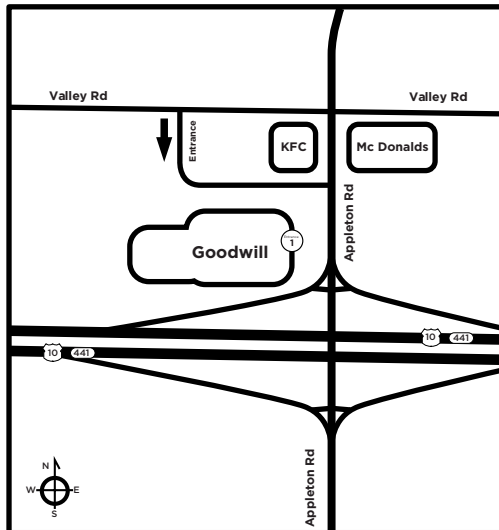 Valley Rd
Valley Rd
Entrance
KFC
Mc Donalds
Appleton Rd
Goodwill
1
10
441
10
441
Appleton Rd
N
W
E
S